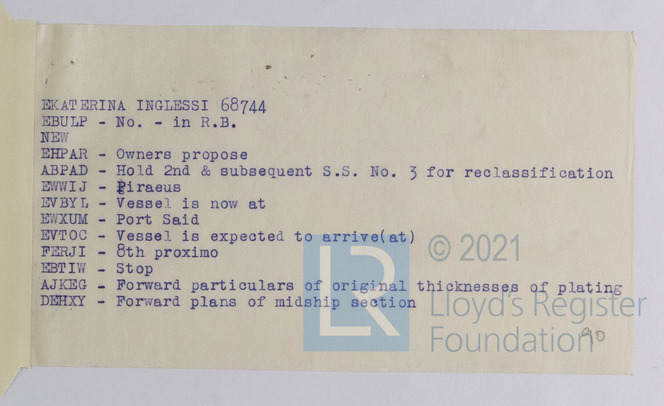 EKATERINA INGLESSI 68744
EBULP - No. - in R.B.
NEW
EHPAR - Owners propose
ABPAD - Hold 2nd & subsequent S.S. No. 3 for reclassification
EWWIJ - Piraeus
EVBYL - Vessel is now at
EWXUM - Port Said
EVTOC - Vessel is expected to arrive(at)
FERJI - 8th proximo
EBTIW - Stop
AJKEG - Forward particulars of original thicknesses of plating
DEHXY - Forward plans of midship section
90
LR
© 2021
Lloyd's Register
Foundation